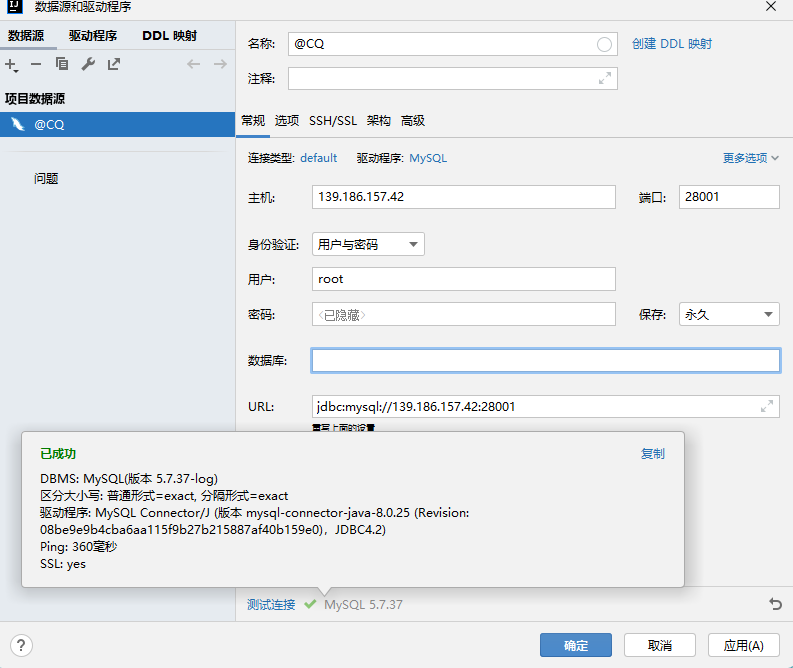 数据源和驱动程序
数据源 驱动程序 DDL 映射
项目数据源
@CQ
问题
名称: @CQ 创建 DDL 映射
注释:
常规 选项 SSH/SSL 架构 高级
连接类型: default 驱动程序: MySQL 更多选项
主机: 139.186.157.42 端口: 28001
身份验证: 用户与密码
用户: root
密码: <已隐藏> 保存: 永久
数据库:
URL: jdbc:mysql://139.186.157.42:28001
重写上面的设置
已成功 复制
DBMS: MySQL(版本 5.7.37-log)
区分大小写: 普通形式=exact, 分隔形式=exact
驱动程序: MySQL Connector/J (版本 mysql-connector-java-8.0.25 (Revision:
08be9e9b4cba6aa115f9b27b215887af40b159e0)，JDBC4.2)
Ping: 360毫秒
SSL: yes
测试连接 MySQL 5.7.37
? 确定 取消 应用(A)